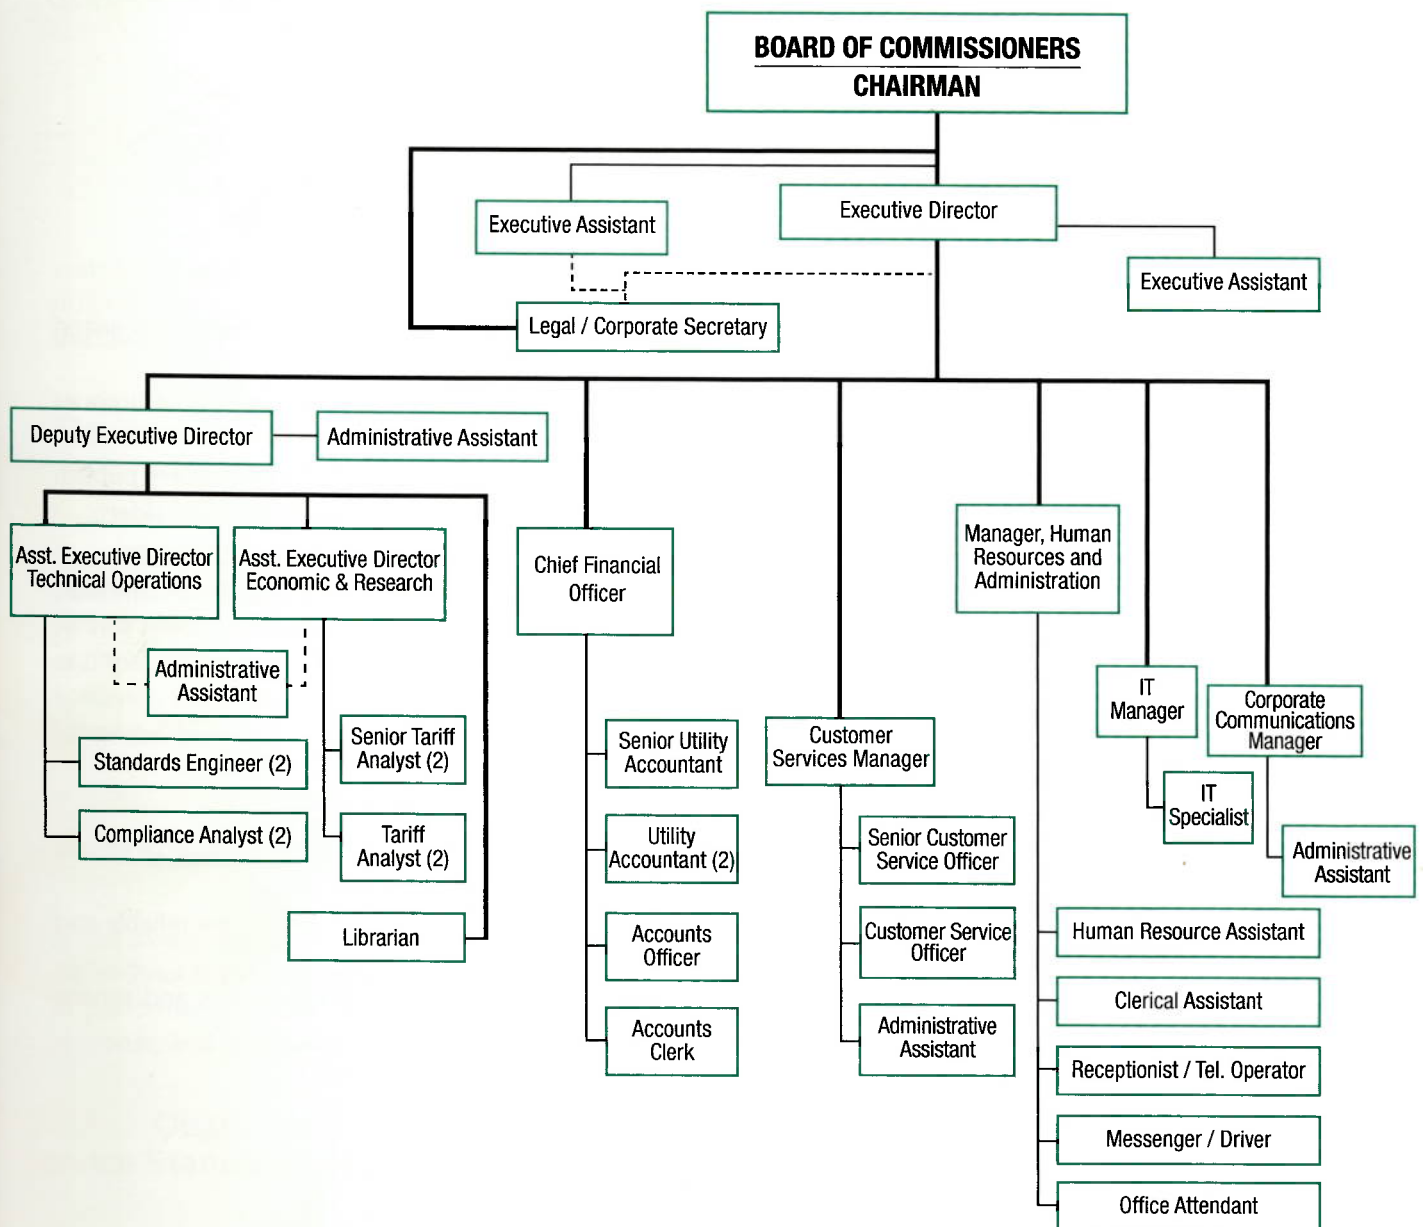 BOARD OF COMMISSIONERS
CHAIRMAN
Executive Assistant
Executive Director
Executive Assistant
Legal / Corporate Secretary
Deputy Executive Director
Administrative Assistant
Asst. Executive Director
Technical Operations
Asst. Executive Director
Economic & Research
Administrative
Assistant
Standards Engineer (2)
Compliance Analyst (2)
Senior Tariff
Analyst (2)
Tariff
Analyst (2)
Librarian
Chief Financial
Officer
Senior Utility
Accountant
Utility
Accountant (2)
Accounts
Officer
Accounts
Clerk
Customer
Services Manager
Senior Customer
Service Officer
Customer Service
Officer
Administrative
Assistant
Manager, Human
Resources and
Administration
Human Resource Assistant
Clerical Assistant
Receptionist / Tel. Operator
Messenger / Driver
Office Attendant
IT
Manager
IT
Specialist
Corporate
Communications
Manager
Administrative
Assistant